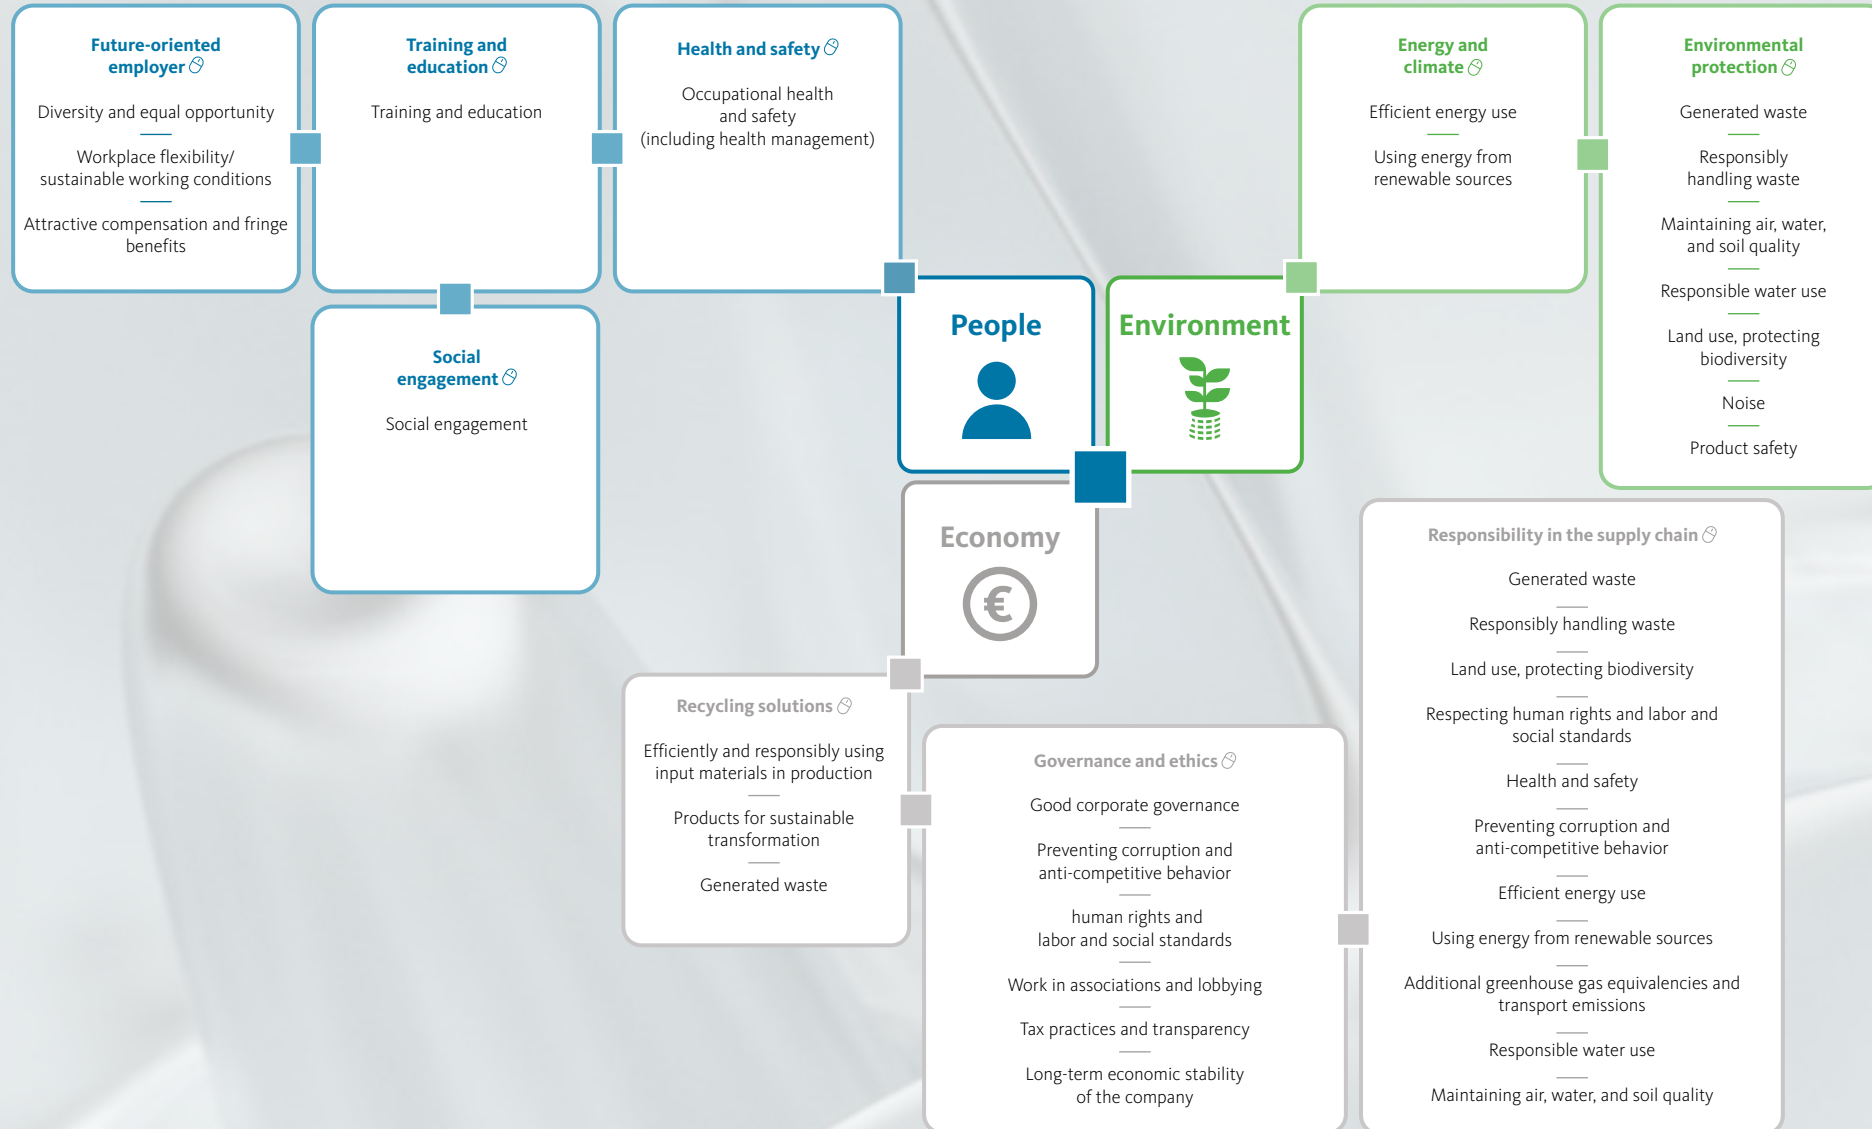 Future-oriented
employer
Diversity and equal opportunity
Workplace flexibility/
sustainable working conditions
Attractive compensation and fringe
benefits
Training and
education
Training and education
Health and safety
Occupational health
and safety
(including health management)
Social
engagement
Social engagement
People
Environment
Energy and
climate
Efficient energy use
Using energy from
renewable sources
Environmental
protection
Generated waste
Responsibly
handling waste
Maintaining air, water,
and soil quality
Responsible water use
Land use, protecting
biodiversity
Noise
Product safety
Economy
€
Recycling solutions
Efficiently and responsibly using
input materials in production
Products for sustainable
transformation
Generated waste
Governance and ethics
Good corporate governance
Preventing corruption and
anti-competitive behavior
human rights and
labor and social standards
Work in associations and lobbying
Tax practices and transparency
Long-term economic stability
of the company
Responsibility in the supply chain
Generated waste
Responsibly handling waste
Land use, protecting biodiversity
Respecting human rights and labor and
social standards
Health and safety
Preventing corruption and
anti-competitive behavior
Efficient energy use
Using energy from renewable sources
Additional greenhouse gas equivalencies and
transport emissions
Responsible water use
Maintaining air, water, and soil quality